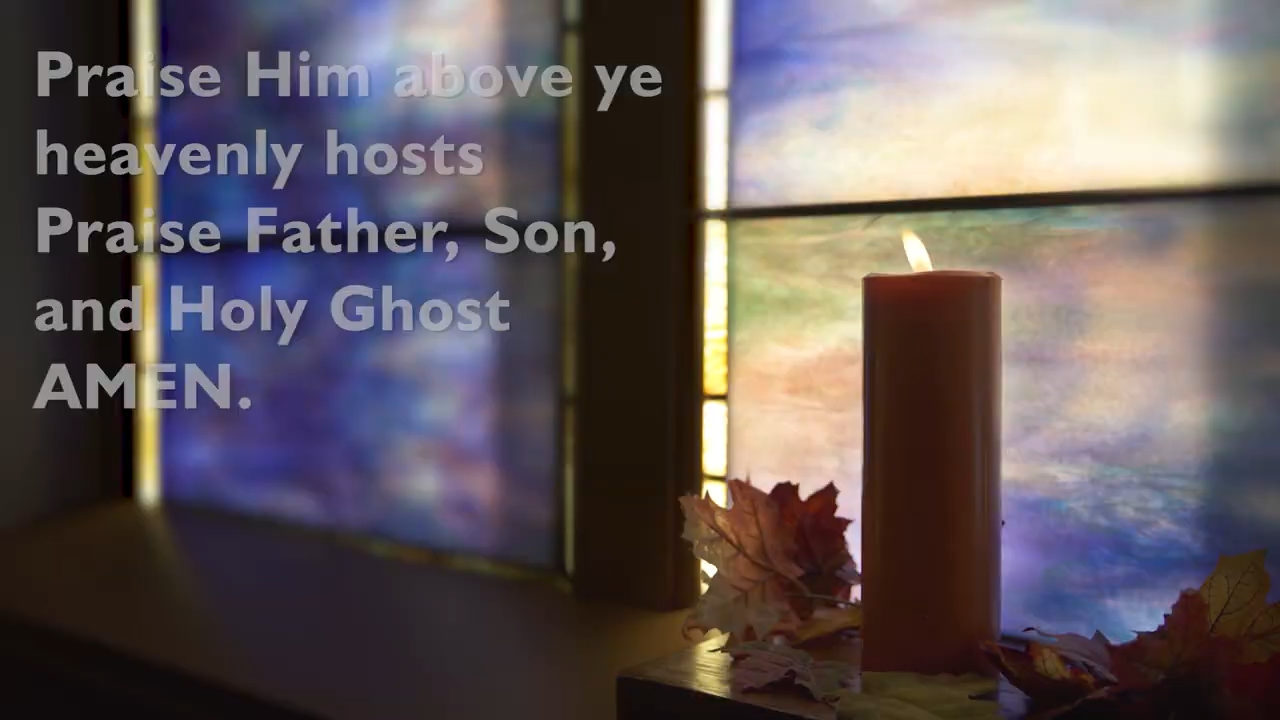 Praise Him above ye
heavenly hosts
Praise Father, Son,
and Holy Ghost
AMEN.